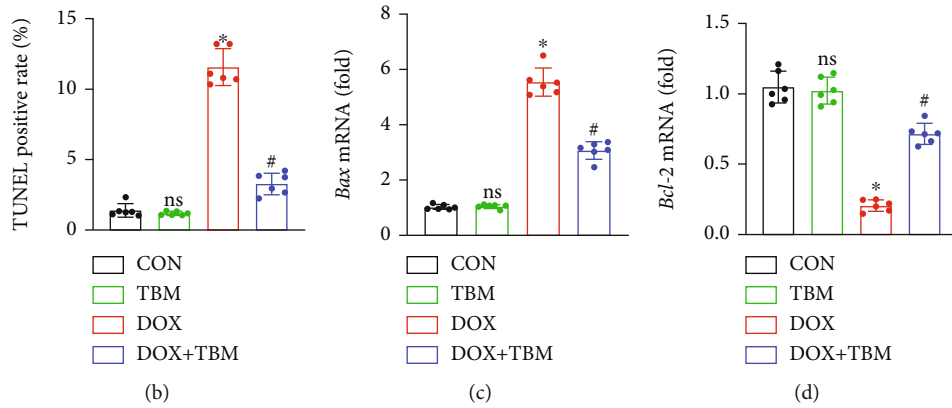 TUNEL positive rate (%)
15
10
5
0
ns
*
#
CON
TBM
DOX
DOX+TBM
(b)
Bax mRNA (fold)
8
6
4
2
0
ns
*
#
CON
TBM
DOX
DOX+TBM
(c)
Bcl-2 mRNA (fold)
1.5
1.0
0.5
0.0
ns
*
#
CON
TBM
DOX
DOX+TBM
(d)